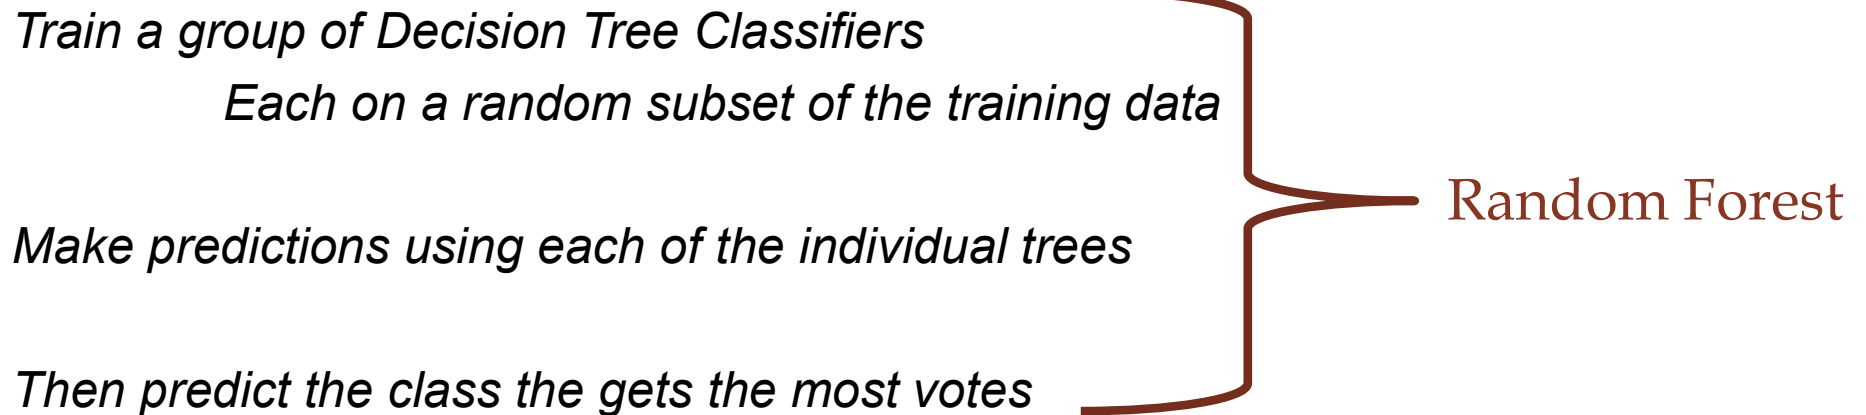 Train a group of Decision Tree Classifiers
Each on a random subset of the training data
Random Forest
Make predictions using each of the individual trees
Then predict the class the gets the most votes